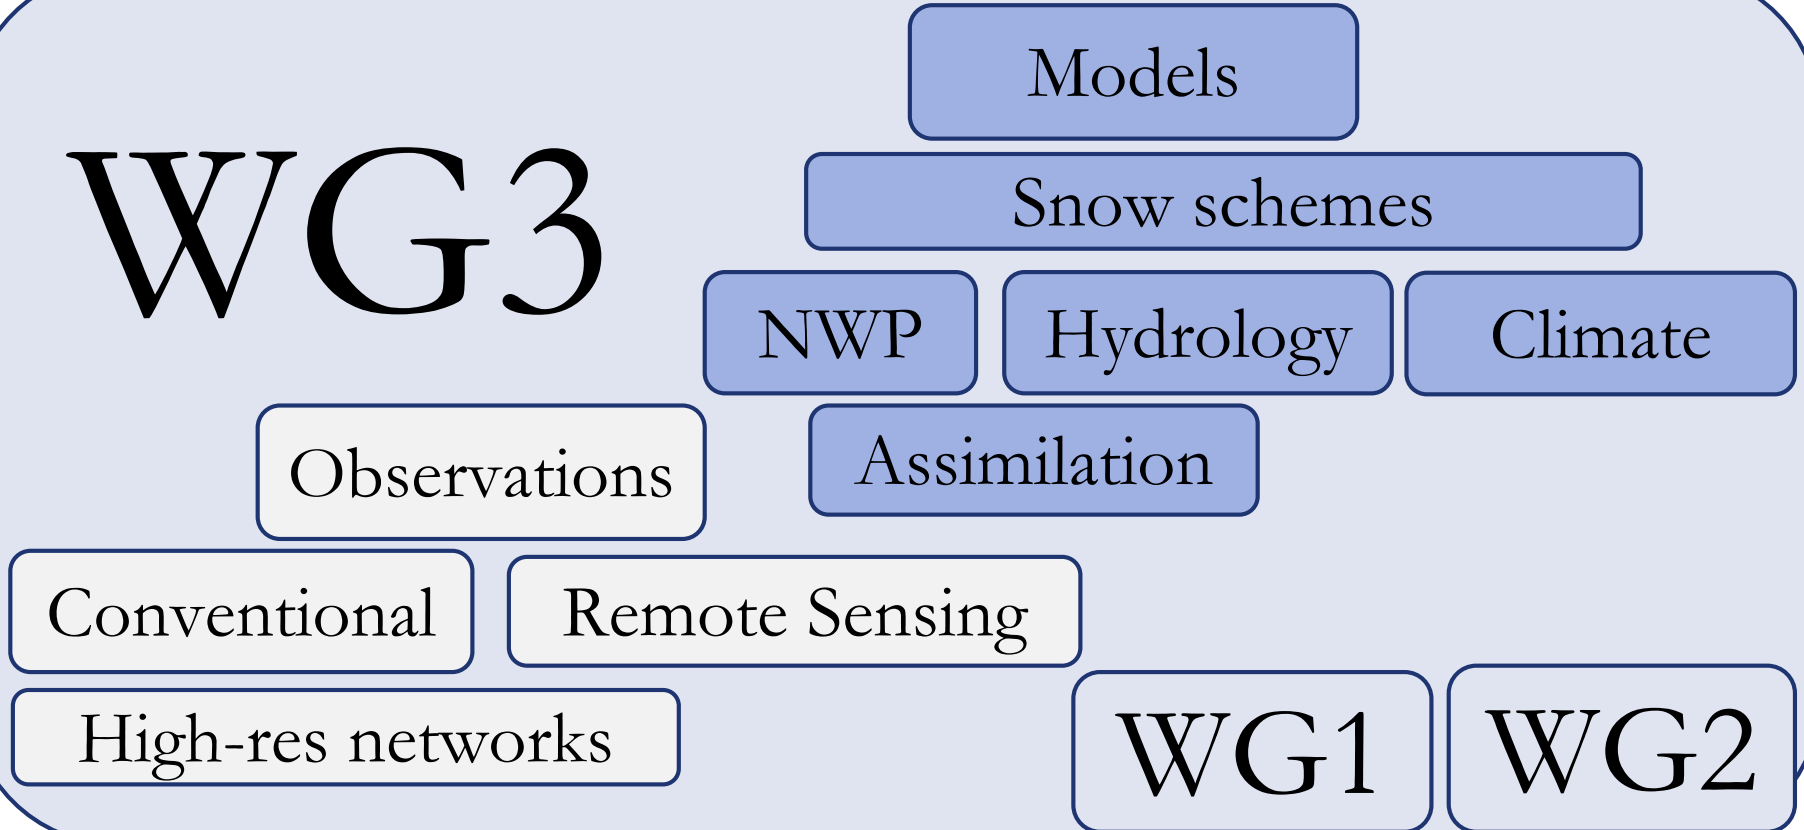 Models
WG3
Snow schemes
NWP
Hydrology
Climate
Observations
Assimilation
Conventional
Remote Sensing
High-res networks
WG1
WG2